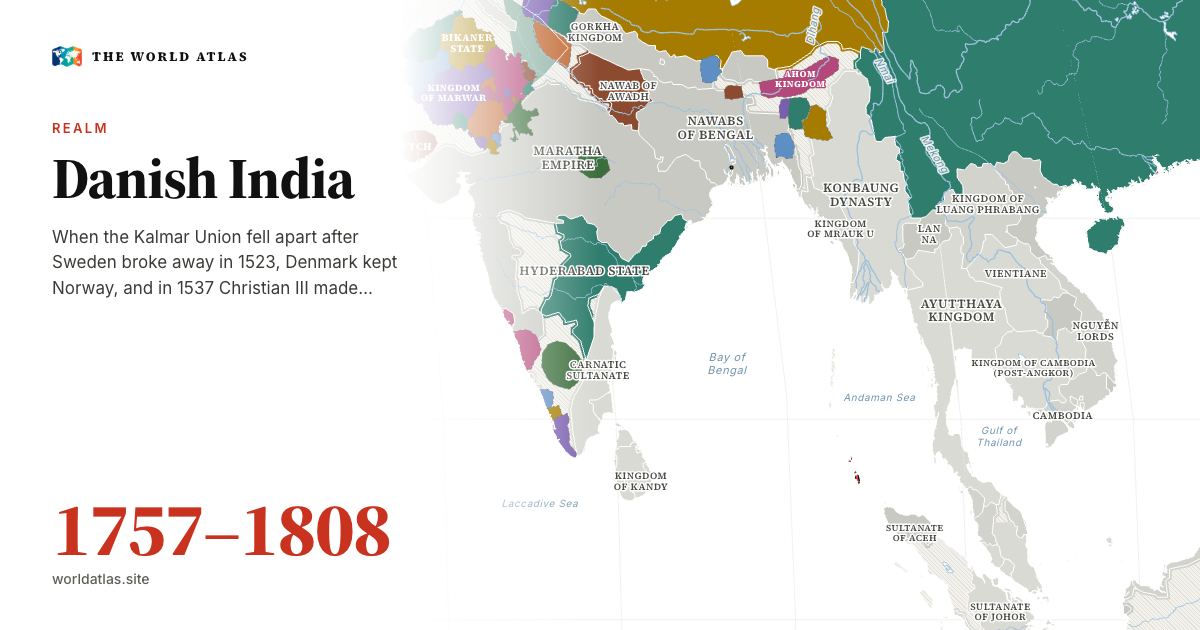 THE WORLD ATLAS
REALM
Danish India
When the Kalmar Union fell apart after
Sweden broke away in 1523, Denmark kept
Norway, and in 1537 Christian III made...
1757–1808
worldatlas.site
BIKANER
STATE
GORKHA
KINGDOM
Dibang
Nmai
KINGDOM
OF MARWAR
NAWAB OF
AWADH
AHOM
KINGDOM
TCH
MARATHA
EMPIRE
NAWABS
OF BENGAL
Mekong
KONBAUNG
DYNASTY
KINGDOM OF
LUANG PHRABANG
KINGDOM
OF MRAUK U
LAN
NA
HYDERABAD STATE
VIENTIANE
AYUTTHAYA
KINGDOM
NGUYỄN
LORDS
CARNATIC
SULTANATE
Bay of
Bengal
KINGDOM OF CAMBODIA
(POST-ANGKOR)
Andaman Sea
CAMBODIA
Gulf of
Thailand
KINGDOM
OF KANDY
Laccadive Sea
SULTANATE
OF ACEH
SULTANATE
OF JOHOR